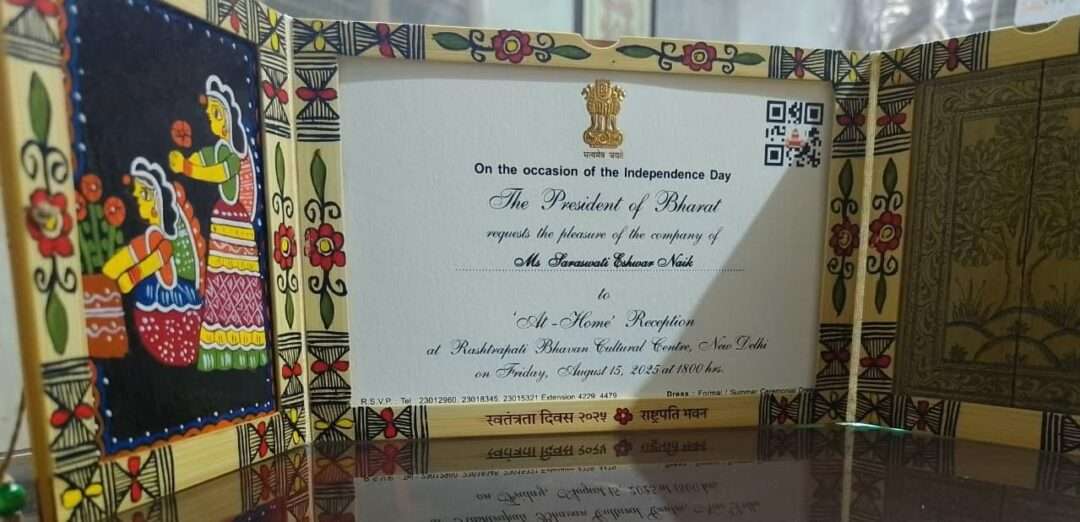 सत्यमेव जयते
On the occasion of the Independence Day
The President of Bharat
requests the pleasure of the company of
Ms Saraswati Eshwar Naik
to
'At-Home' Reception
at Rashtrapati Bhavan Cultural Centre, New Delhi
on Friday, August 15, 2025 at 1800 hrs.
R.S.V.P.: Tel 23012960, 23018345, 23015321 Extension 4229, 4479
Dress : Formal / Summer Ceremonial
स्वतंत्रता दिवस २०२५ राष्ट्रपति भवन